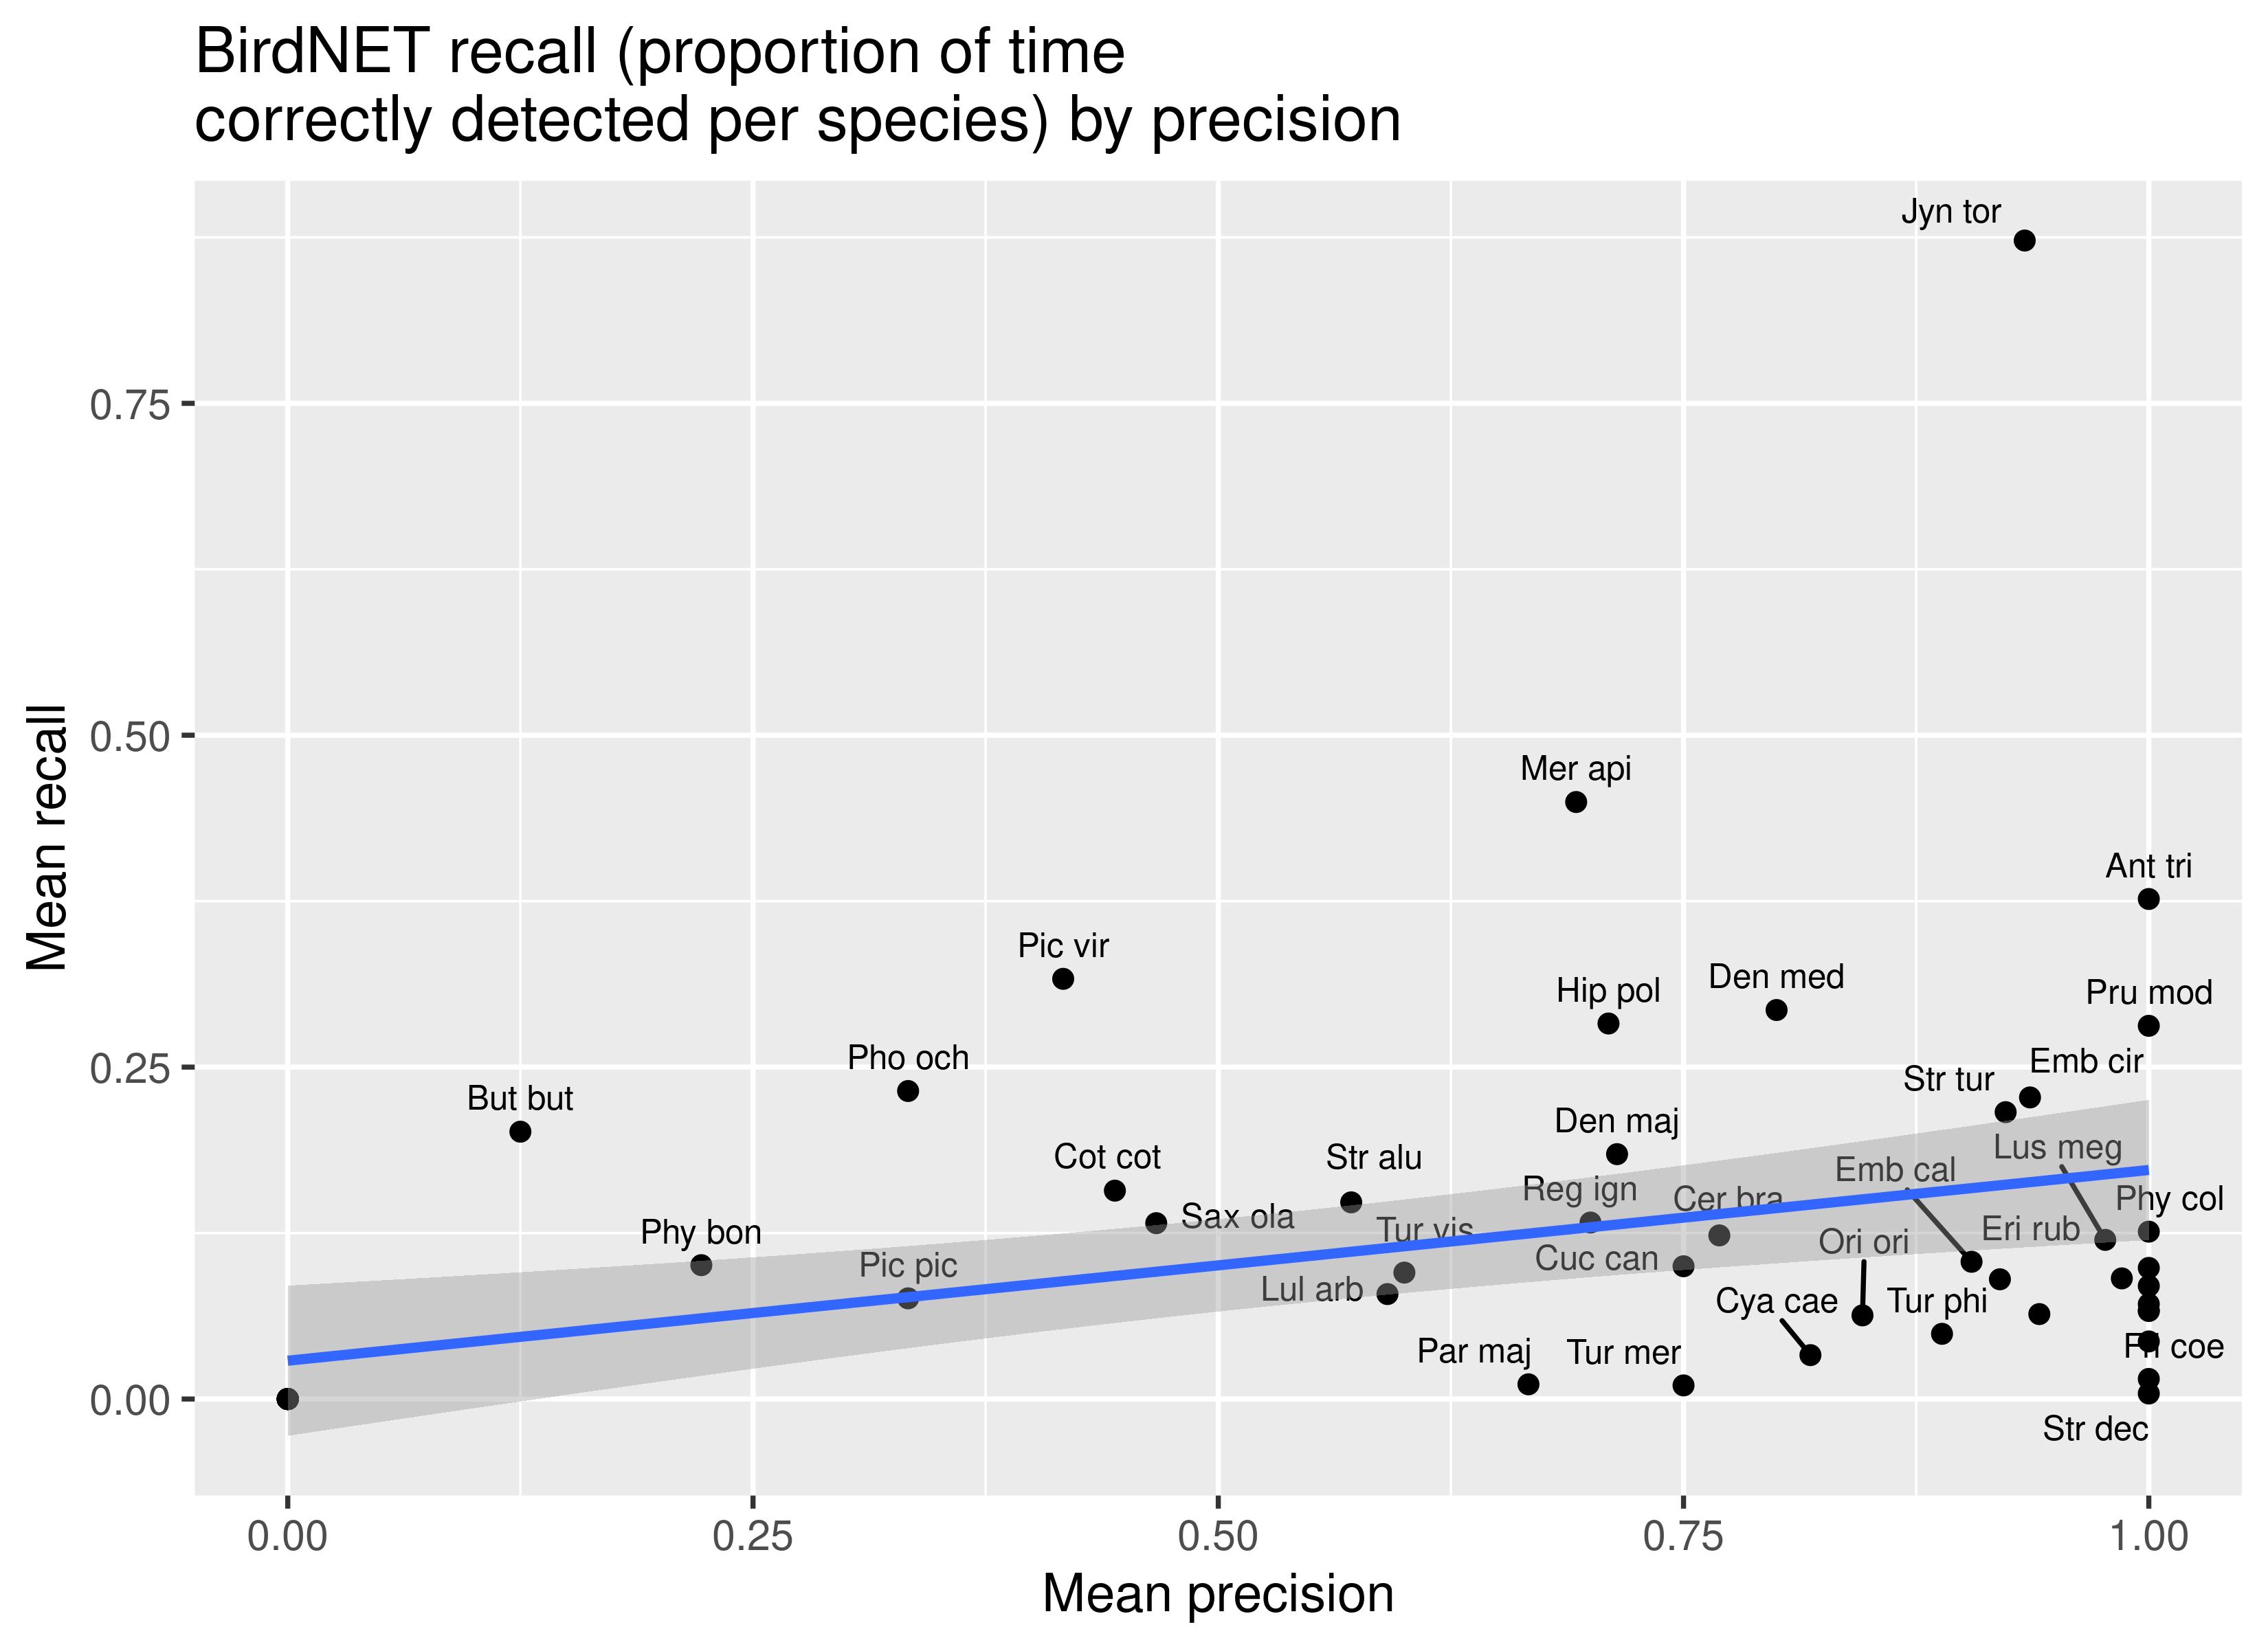 BirdNET recall (proportion of time
correctly detected per species) by precision
Jyn tor
0.75
Mer api
0.50
Ant tri
Pic vir
Hip pol
Den med
Pru mod
Pho och
Emb cir
0.25
Str tur
But but
Den maj
Cot cot
Str alu
Lus meg
Emb cal
Reg ign
Cer bra
Phy col
Sax ola
Phy bon
Tur vis
Eri rub
Ori ori
Pic pic
Cuc can
Lul arb
Cya cae
Tur phi
Par maj
Tur mer
Fri coe
0.00
Str dec
Mean recall
0.00
0.25
0.50
0.75
1.00
Mean precision